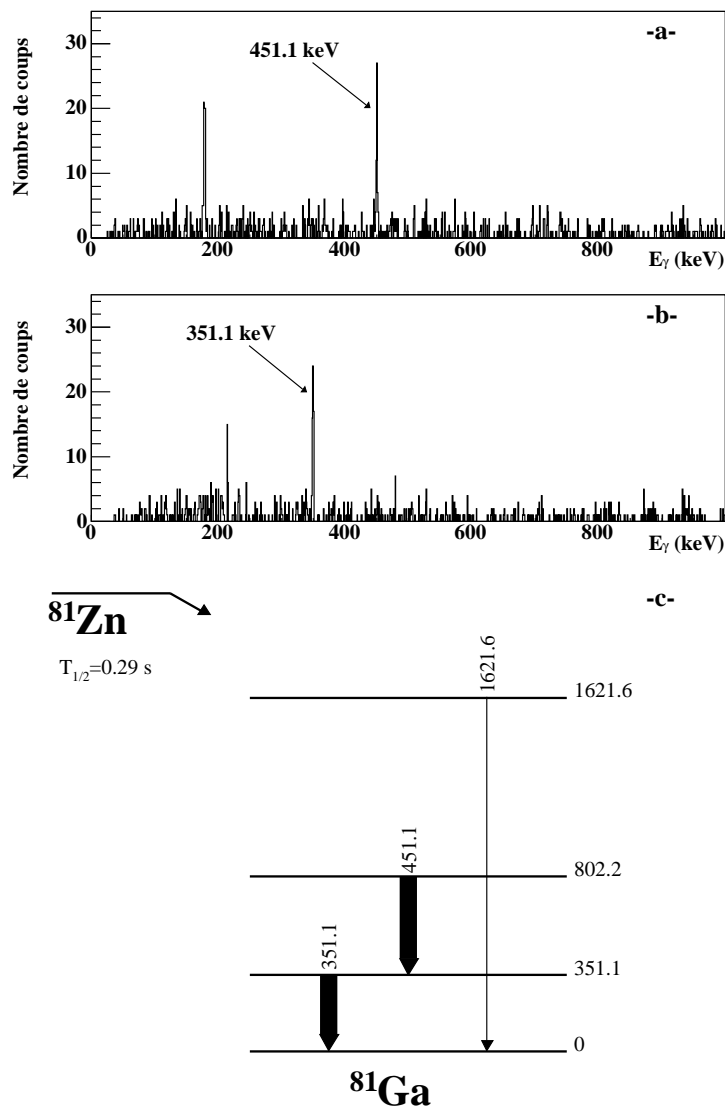 -a-
30
20
10
0
Nombre de coups
451.1 keV
0 200 400 600 800
Eγ (keV)
-b-
30
20
10
0
Nombre de coups
351.1 keV
0 200 400 600 800
Eγ (keV)
-c-
81Zn
T1/2=0.29 s
1621.6
1621.6
451.1
802.2
351.1
351.1
0
81Ga